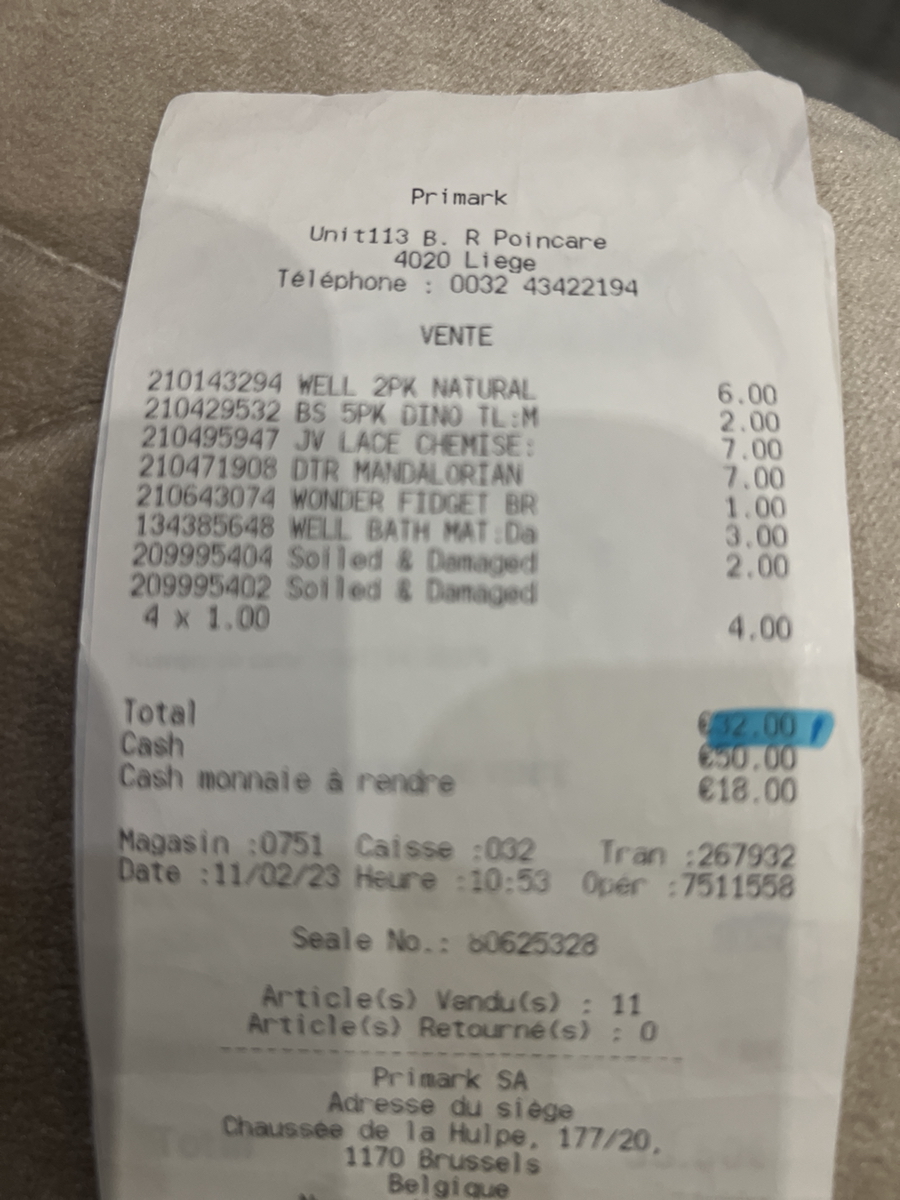 Primark
Unit113 B. R Poincare
4020 Liege
Téléphone : 0032 43422194
VENTE
210143294 WELL 2PK NATURAL 6.00
210429532 BS 5PK DINO TL:M 2.00
210495947 JV LACE CHEMISE: 7.00
210471908 DTR MANDALORIAN 7.00
210643074 WONDER FIDGET BR 1.00
134385648 WELL BATH MAT:Da 3.00
209995404 Soiled & Damaged 2.00
209995402 Soiled & Damaged
4 x 1.00 4.00
Total €32.00
Cash €50.00
Cash monnaie à rendre €18.00
Magasin :0751 Caisse :032 Tran :267932
Date :11/02/23 Heure :10:53 Opér :7511558
Seale No.: 80625328
Article(s) Vendu(s) : 11
Article(s) Retourné(s) : 0
Primark SA
Adresse du siège
Chaussée de la Hulpe, 177/20,
1170 Brussels
Belgique